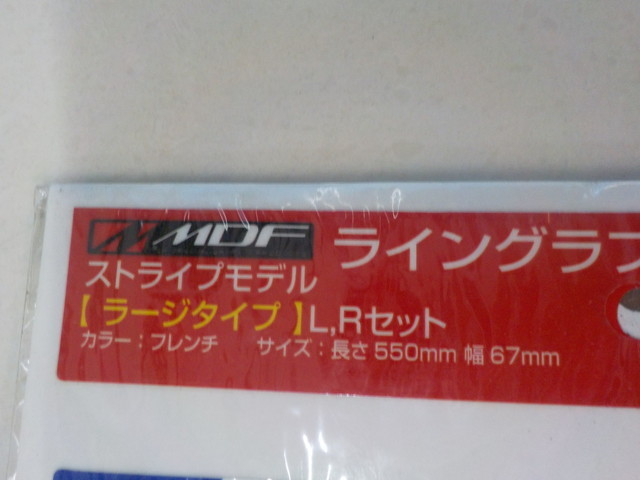 MDF ライングラフ
ストライプモデル
【ラージタイプ】L,Rセット
カラー：フレンチ サイズ：長さ 550mm 幅 67mm